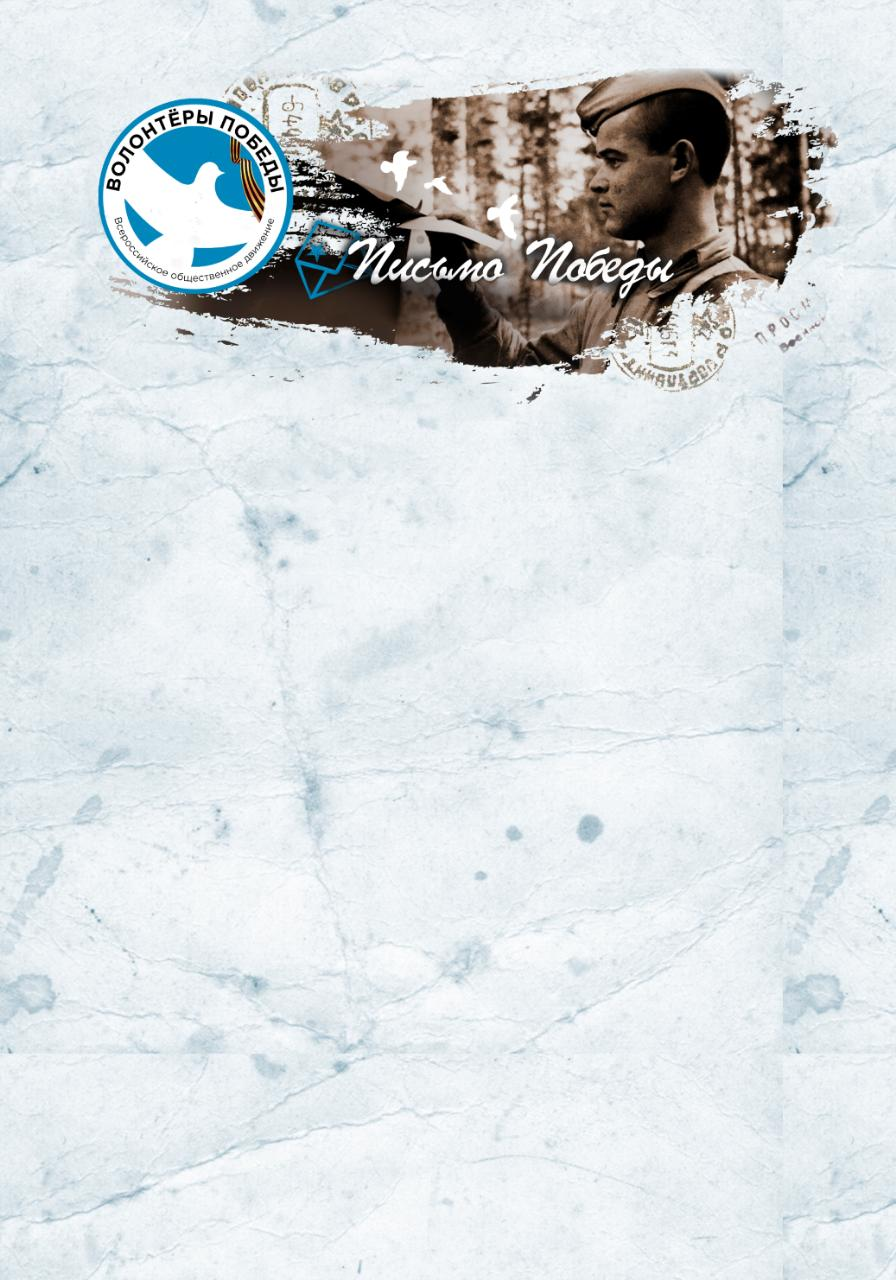 ВОЛОНТЁРЫ ПОБЕДЫ
Всероссийское общественное движение
Письмо Победы